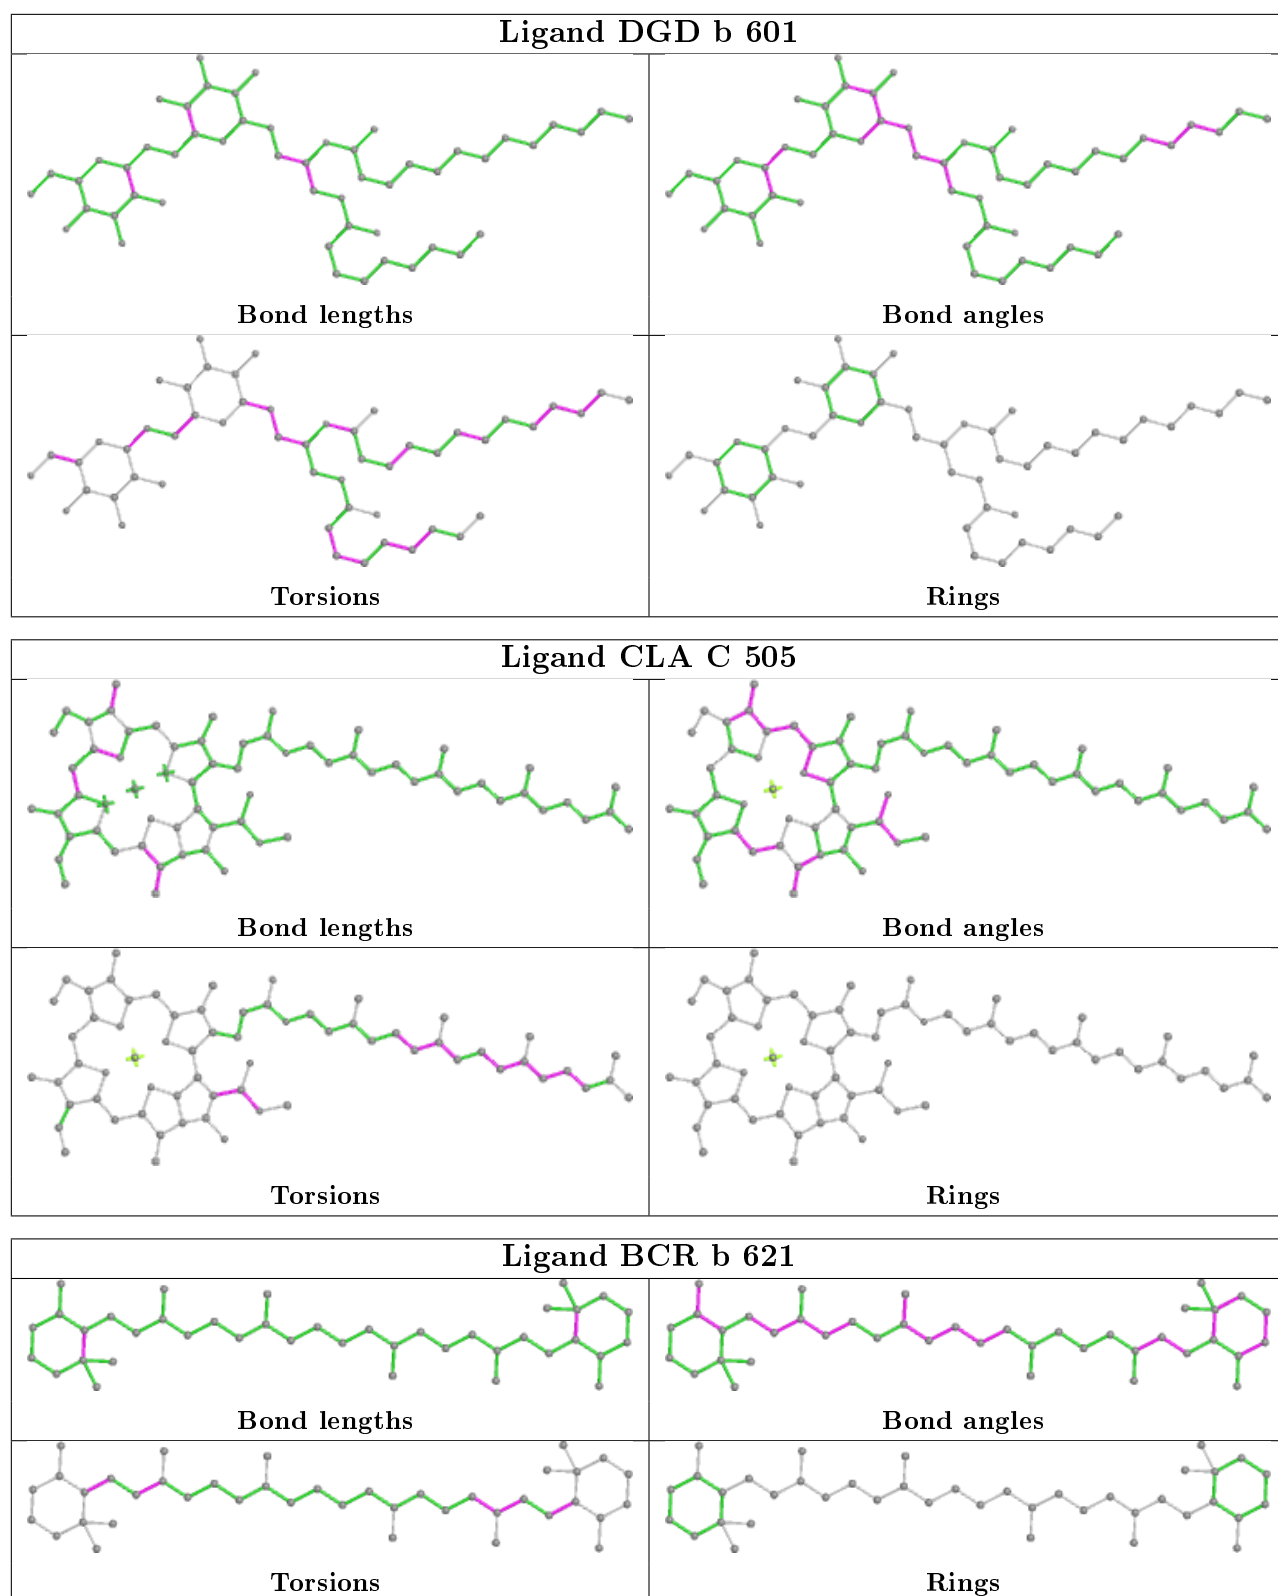 Ligand DGD b 601
Bond lengths
Bond angles
Torsions
Rings
Ligand CLA C 505
Bond lengths
Bond angles
Torsions
Rings
Ligand BCR b 621
Bond lengths
Bond angles
Torsions
Rings